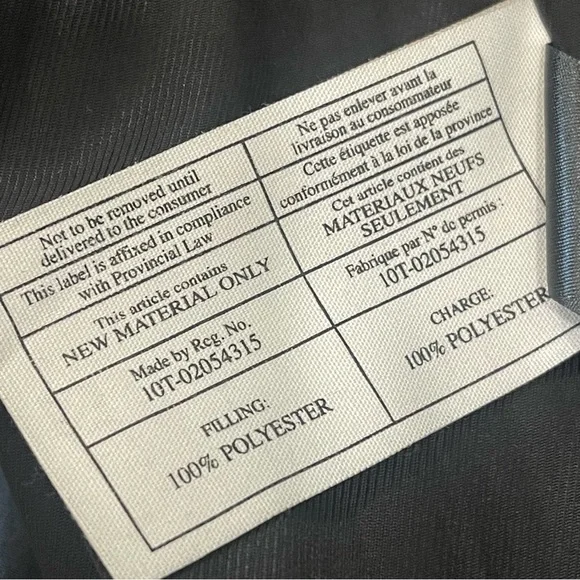 Not to be removed until
delivered to the consumer
This label is affixed in compliance
with Provincial Law
This article contains
NEW MATERIAL ONLY
Made by Reg. No.
10T-02054315
FILLING:
100% POLYESTER
Ne pas enlever avant la
livraison au consommateur
Cette étiquette est apposée
conformément à la loi de la province
Cet article contient des
MATERIAUX NEUFS
SEULEMENT
Fabrique par N° de permis :
10T-02054315
CHARGE:
100% POLYESTER